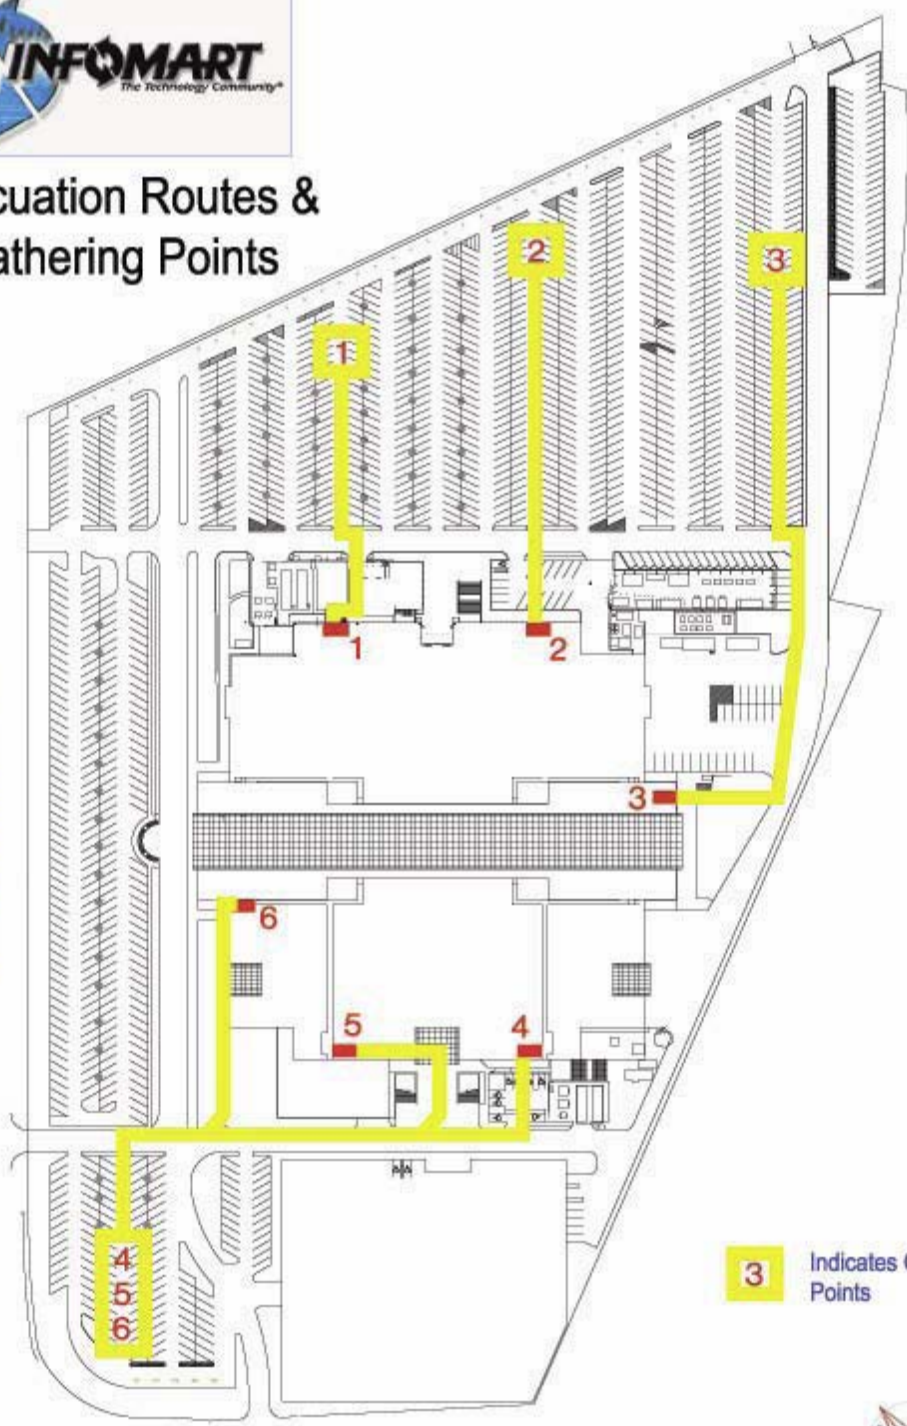 INFOMART
The Technology Community®
cuation Routes &
athering Points
2
3
1
1
2
3
6
5
4
4
5
6
3
Indicates
Points